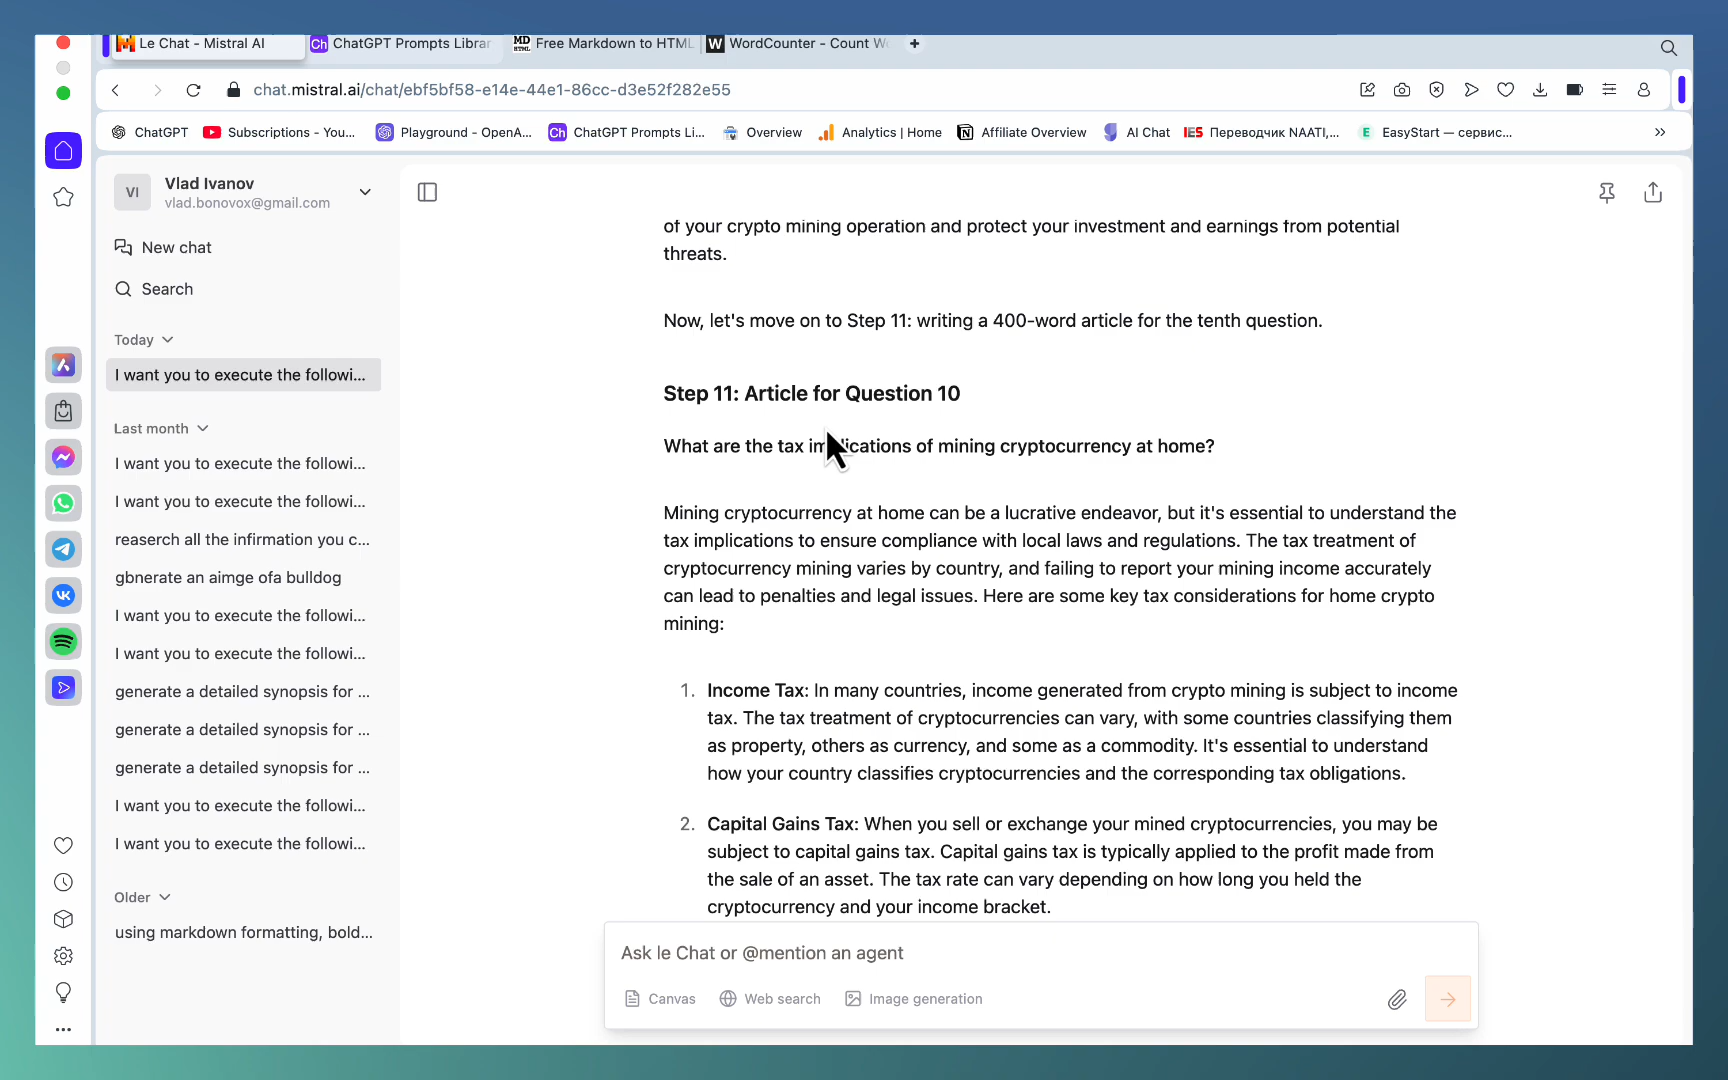 Le Chat - Mistral AI
Ch ChatGPT Prompts Librar
MD HTML Free Markdown to HTML
W WordCounter - Count W
chat.mistral.ai/chat/ebf5bf58-e14e-44e1-86cc-d3e52f282e55
ChatGPT
Subscriptions - You...
Playground - OpenA...
Ch ChatGPT Prompts Li...
Overview
Analytics | Home
Affiliate Overview
AI Chat
IES Переводчик NAATI,...
E EasyStart — сервис...
VI
Vlad Ivanov
vlad.bonovox@gmail.com
New chat
Search
Today
I want you to execute the followi...
Last month
I want you to execute the followi...
I want you to execute the followi...
reaserch all the infirmation you c...
gbnerate an aimge ofa bulldog
I want you to execute the followi...
I want you to execute the followi...
generate a detailed synopsis for ...
generate a detailed synopsis for ...
generate a detailed synopsis for ...
I want you to execute the followi...
I want you to execute the followi...
Older
using markdown formatting, bold...
of your crypto mining operation and protect your investment and earnings from potential
threats.
Now, let's move on to Step 11: writing a 400-word article for the tenth question.
Step 11: Article for Question 10
What are the tax implications of mining cryptocurrency at home?
Mining cryptocurrency at home can be a lucrative endeavor, but it's essential to understand the
tax implications to ensure compliance with local laws and regulations. The tax treatment of
cryptocurrency mining varies by country, and failing to report your mining income accurately
can lead to penalties and legal issues. Here are some key tax considerations for home crypto
mining:
1. Income Tax: In many countries, income generated from crypto mining is subject to income
tax. The tax treatment of cryptocurrencies can vary, with some countries classifying them
as property, others as currency, and some as a commodity. It's essential to understand
how your country classifies cryptocurrencies and the corresponding tax obligations.
2. Capital Gains Tax: When you sell or exchange your mined cryptocurrencies, you may be
subject to capital gains tax. Capital gains tax is typically applied to the profit made from
the sale of an asset. The tax rate can vary depending on how long you held the
cryptocurrency and your income bracket.
Ask le Chat or @mention an agent
Canvas
Web search
Image generation